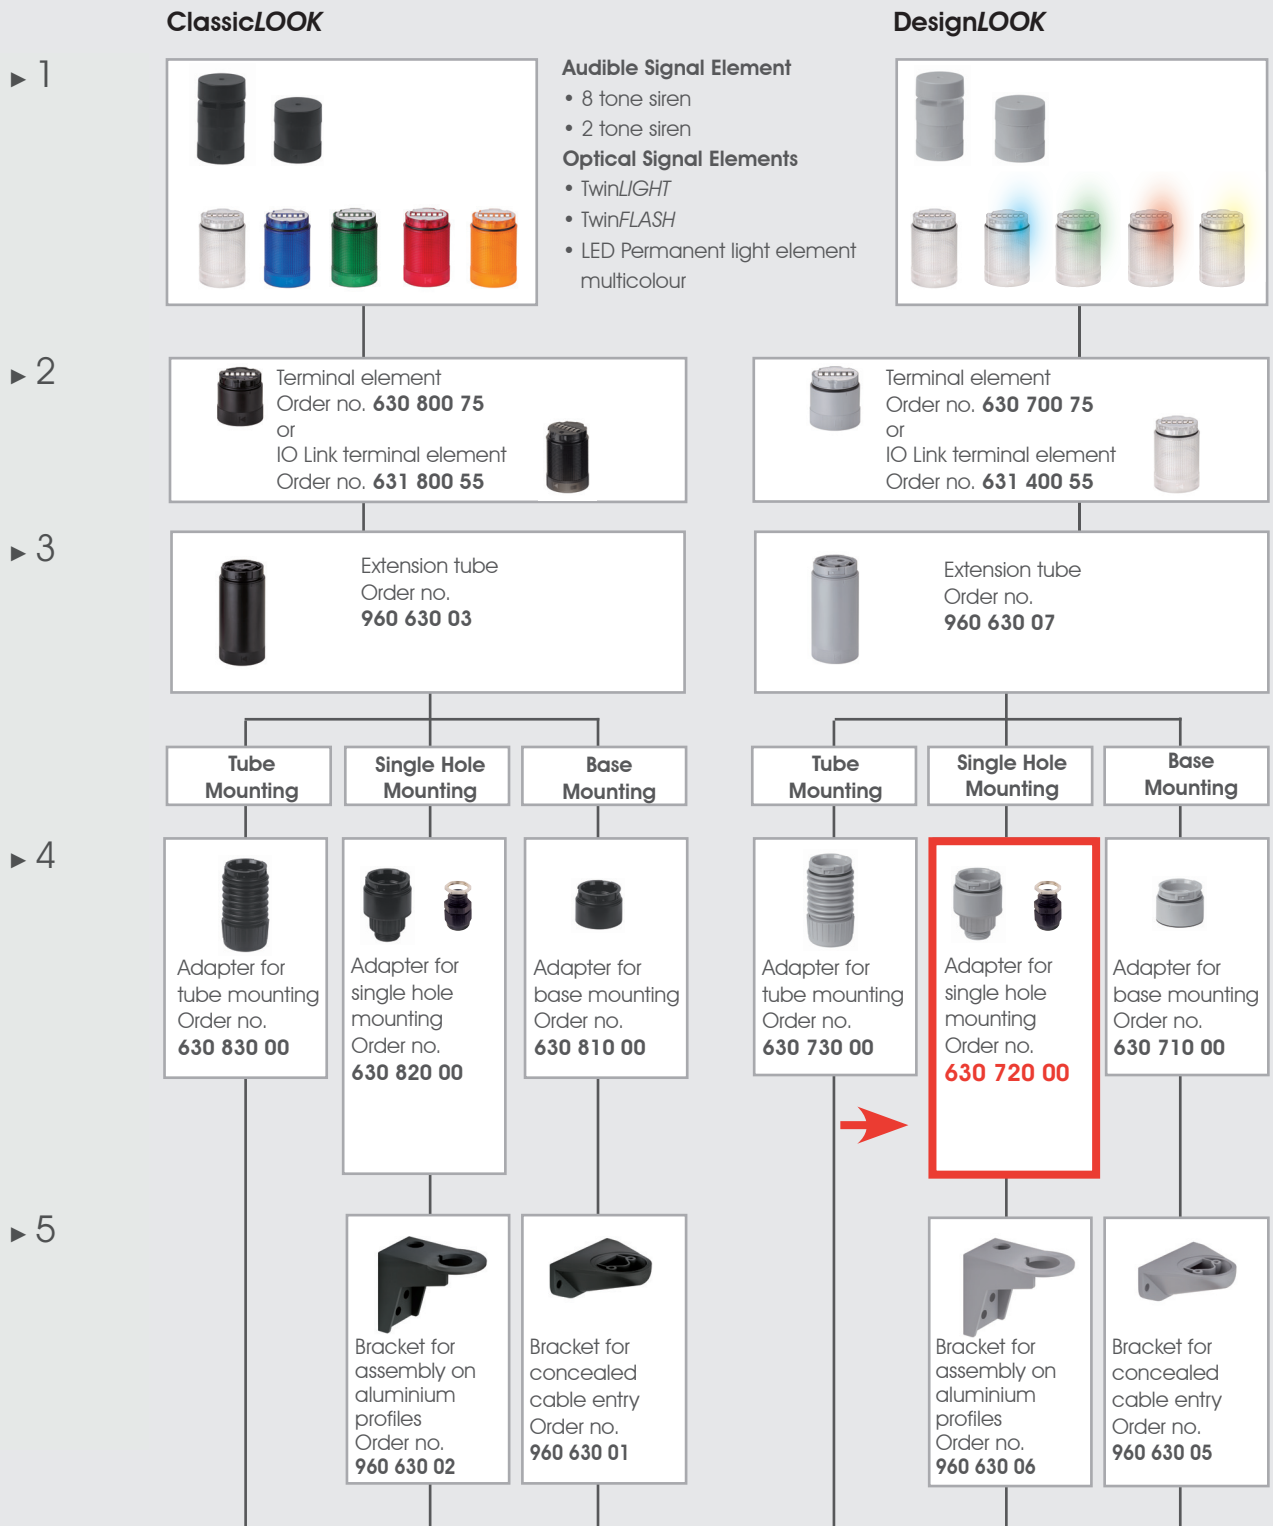 ClassicLOOK
DesignLOOK
► 1
Audible Signal Element
• 8 tone siren
• 2 tone siren
Optical Signal Elements
• TwinLIGHT
• TwinFLASH
• LED Permanent light element
multicolour
► 2
Terminal element
Order no. 630 800 75
or
IO Link terminal element
Order no. 631 800 55
Terminal element
Order no. 630 700 75
or
IO Link terminal element
Order no. 631 400 55
► 3
Extension tube
Order no.
960 630 03
Extension tube
Order no.
960 630 07
Tube
Mounting
Single Hole
Mounting
Base
Mounting
Tube
Mounting
Single Hole
Mounting
Base
Mounting
► 4
Adapter for
tube mounting
Order no.
630 830 00
Adapter for
single hole
mounting
Order no.
630 820 00
Adapter for
base mounting
Order no.
630 810 00
Adapter for
tube mounting
Order no.
630 730 00
Adapter for
single hole
mounting
Order no.
630 720 00
Adapter for
base mounting
Order no.
630 710 00
► 5
Bracket for
assembly on
aluminium
profiles
Order no.
960 630 02
Bracket for
concealed
cable entry
Order no.
960 630 01
Bracket for
assembly on
aluminium
profiles
Order no.
960 630 06
Bracket for
concealed
cable entry
Order no.
960 630 05